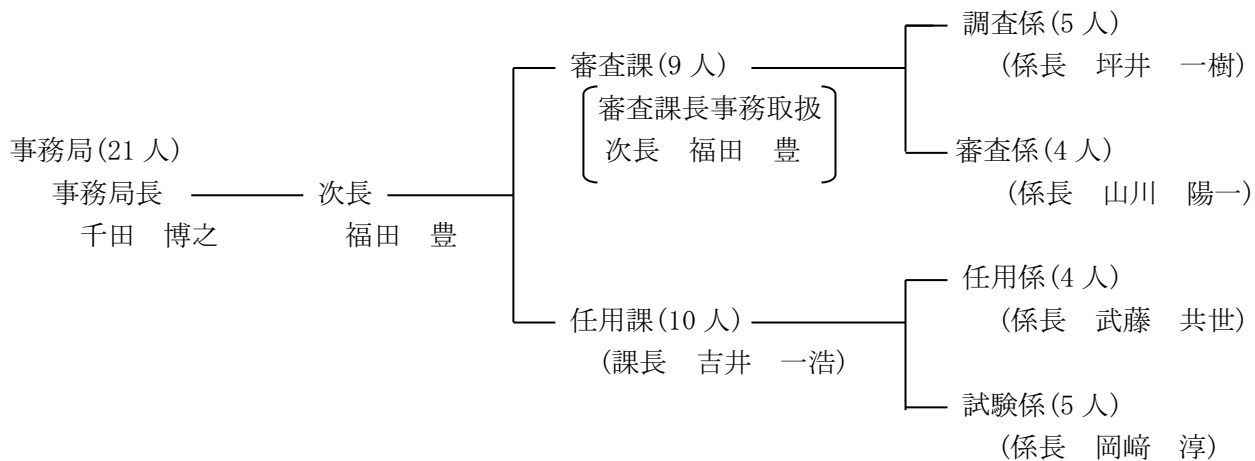 調査係(5 人)
(係長　坪井　一樹)
審査課(9 人)
審査課長事務取扱
次長　福田　豊
審査係(4 人)
(係長　山川　陽一)
事務局(21 人)
事務局長
千田　博之
次長
福田　豊
任用係(4 人)
(係長　武藤　共世)
任用課(10 人)
(課長　吉井　一浩)
試験係(5 人)
(係長　岡﨑　淳)